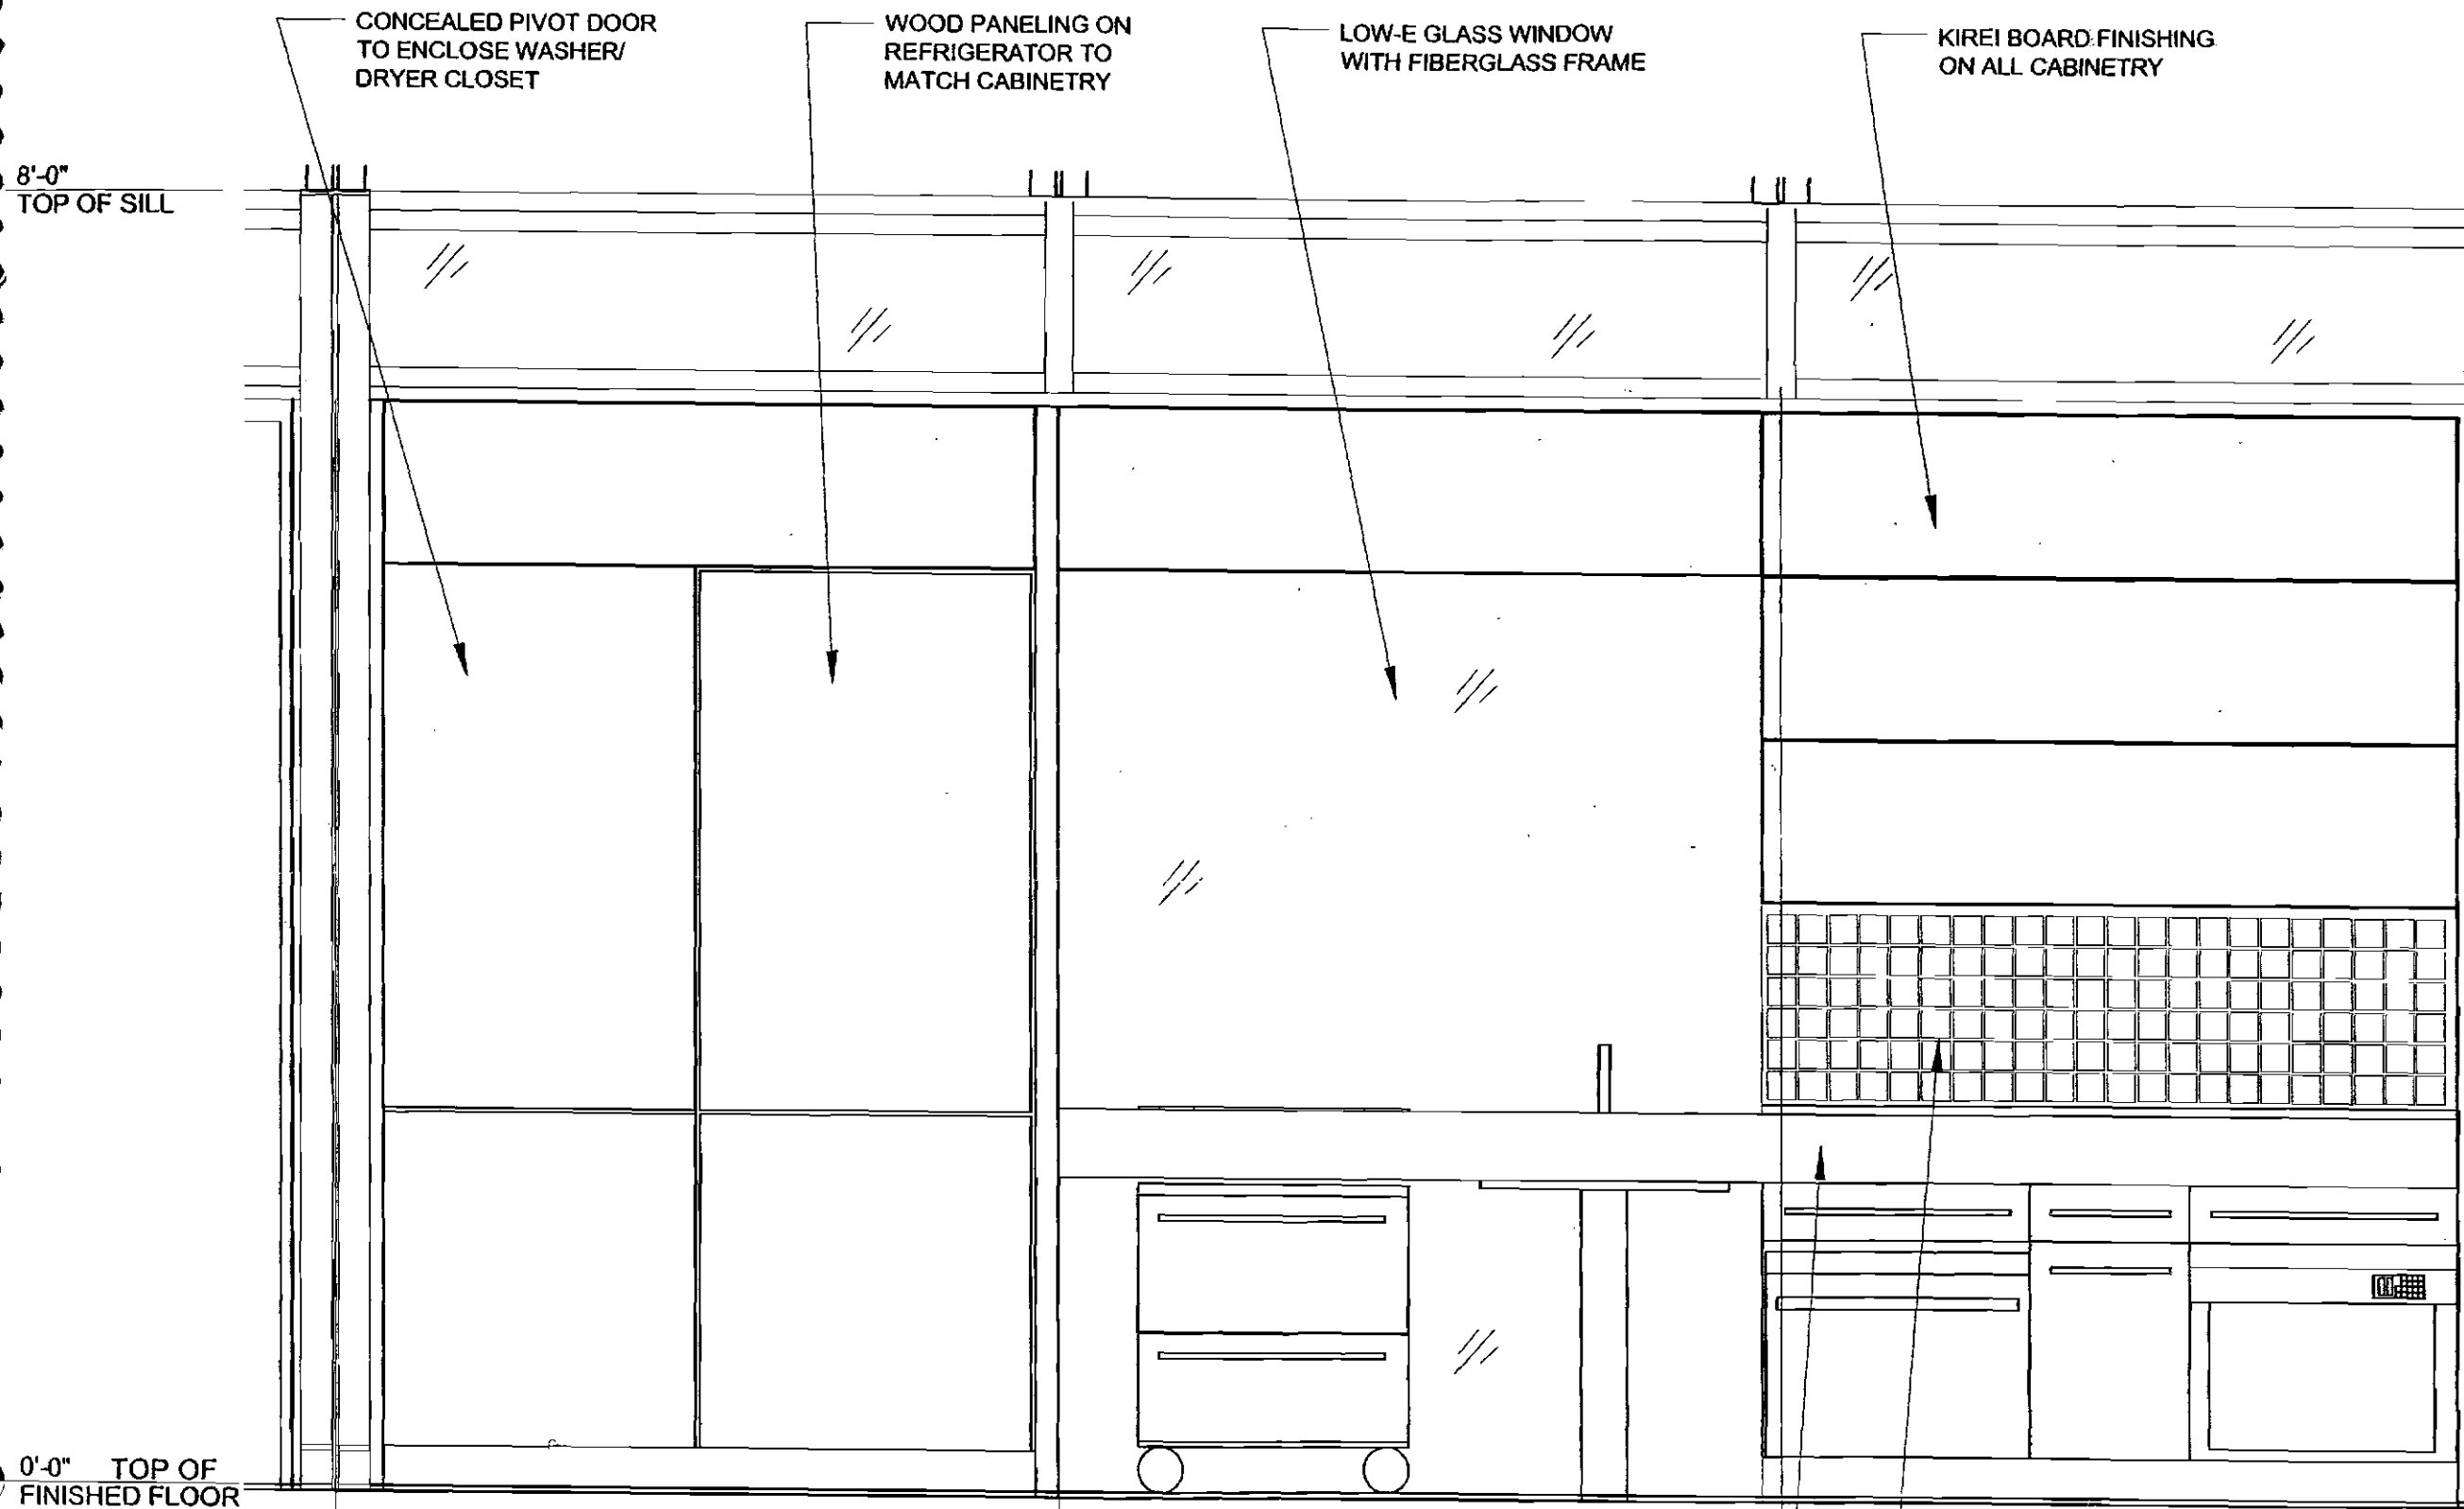 CONCEALED PIVOT DOOR
TO ENCLOSE WASHER/
DRYER CLOSET
WOOD PANELING ON
REFRIGERATOR TO
MATCH CABINETRY
LOW-E GLASS WINDOW
WITH FIBERGLASS FRAME
KIREI BOARD FINISHING
ON ALL CABINETRY
8'-0"
TOP OF SILL
0'-0" TOP OF
FINISHED FLOOR